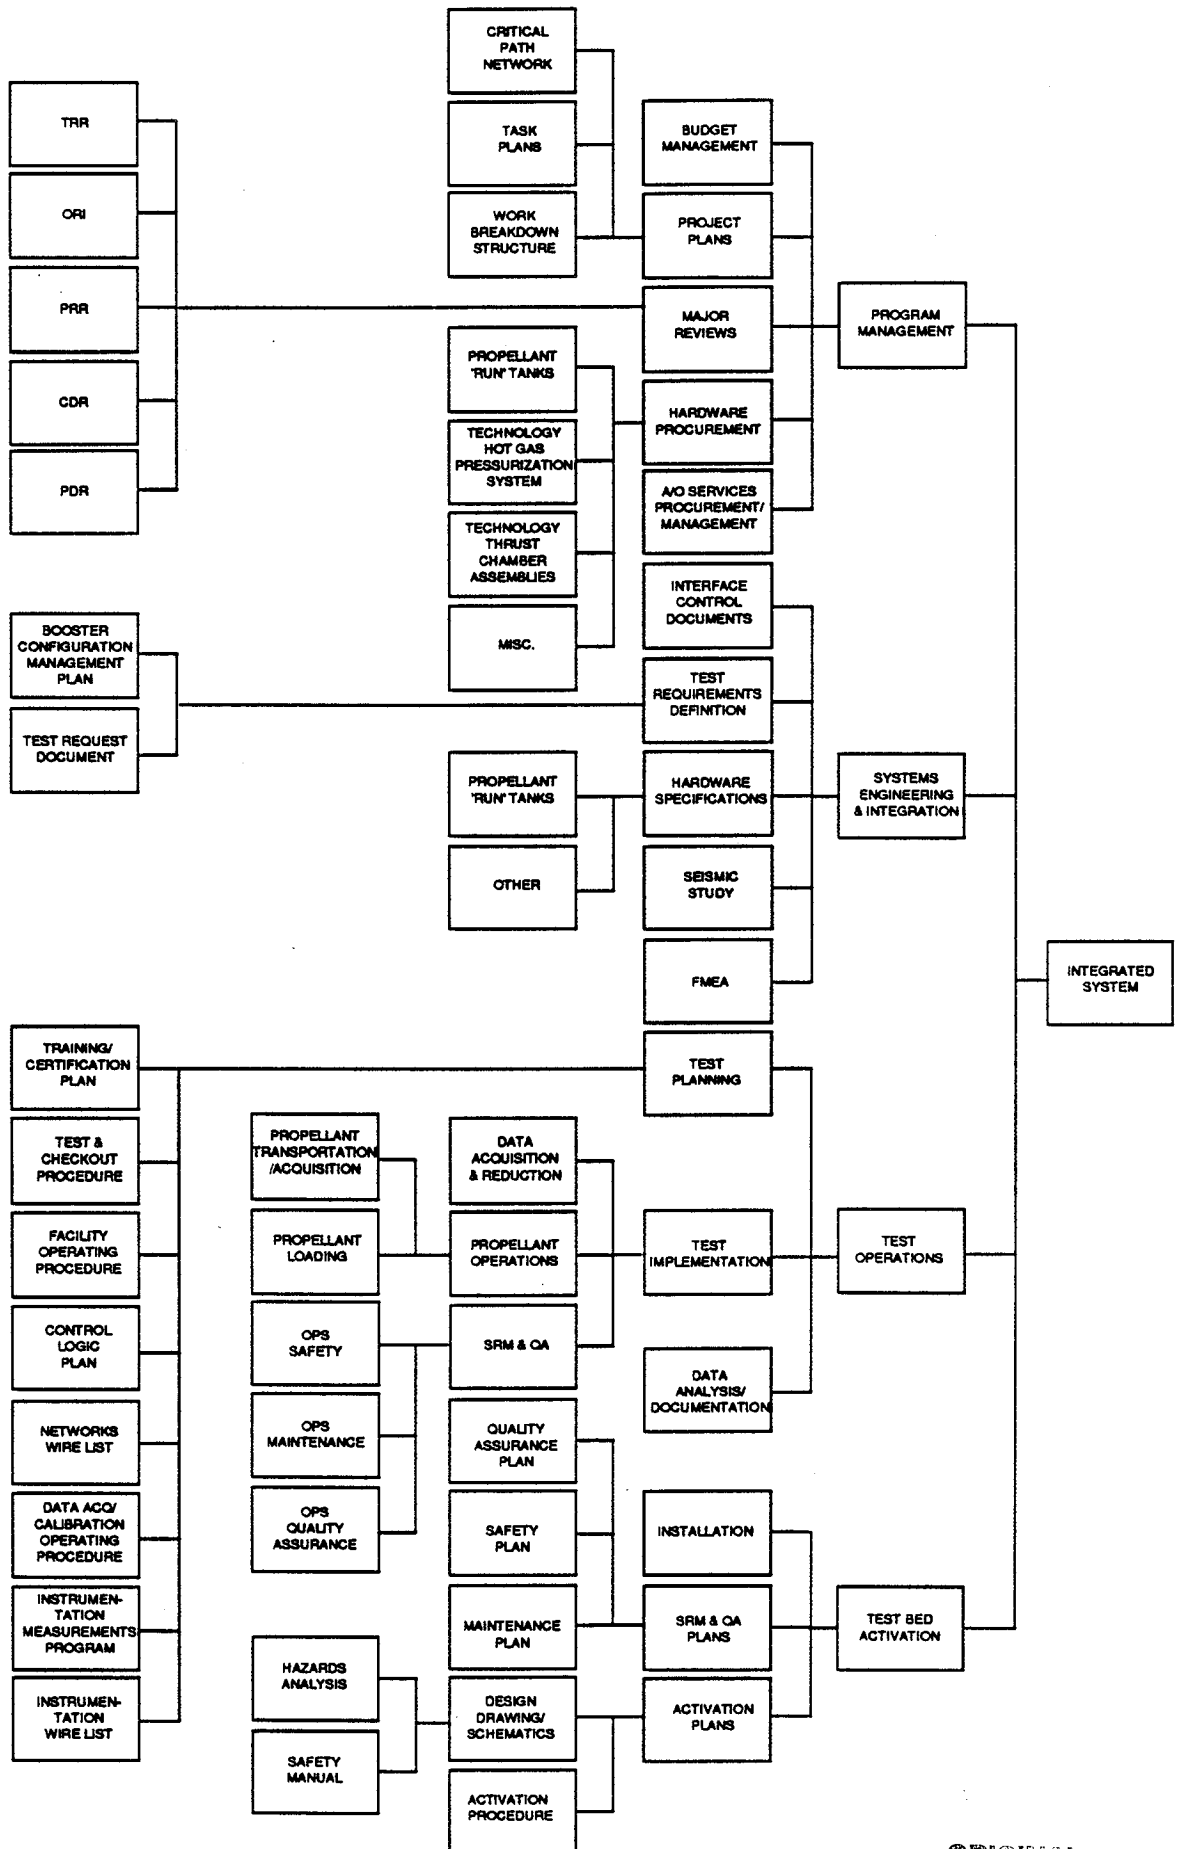 CRITICAL
PATH
NETWORK
TASK
PLANS
WORK
BREAKDOWN
STRUCTURE
TRR
ORI
PRR
CDR
PDR
BUDGET
MANAGEMENT
PROJECT
PLANS
MAJOR
REVIEWS
HARDWARE
PROCUREMENT
A/O SERVICES
PROCUREMENT/
MANAGEMENT
PROGRAM
MANAGEMENT
PROPELLANT
"RUN" TANKS
TECHNOLOGY
HOT GAS
PRESSURIZATION
SYSTEM
TECHNOLOGY
THRUST
CHAMBER
ASSEMBLIES
MISC.
BOOSTER
CONFIGURATION
MANAGEMENT
PLAN
TEST REQUEST
DOCUMENT
INTERFACE
CONTROL
DOCUMENTS
TEST
REQUIREMENTS
DEFINITION
HARDWARE
SPECIFICATIONS
SEISMIC
STUDY
FMEA
PROPELLANT
"RUN" TANKS
OTHER
SYSTEMS
ENGINEERING
& INTEGRATION
INTEGRATED
SYSTEM
TRAINING/
CERTIFICATION
PLAN
TEST &
CHECKOUT
PROCEDURE
FACILITY
OPERATING
PROCEDURE
CONTROL
LOGIC
PLAN
NETWORKS
WIRE LIST
DATA ACQ/
CALIBRATION
OPERATING
PROCEDURE
INSTRUMEN-
TATION
MEASUREMENTS
PROGRAM
INSTRUMEN-
TATION
WIRE LIST
PROPELLANT
TRANSPORTATION
/ACQUISITION
PROPELLANT
LOADING
OPS
SAFETY
OPS
MAINTENANCE
OPS
QUALITY
ASSURANCE
DATA
ACQUISITION
& REDUCTION
PROPELLANT
OPERATIONS
SRM & QA
TEST
PLANNING
TEST
IMPLEMENTATION
DATA
ANALYSIS/
DOCUMENTATION
TEST
OPERATIONS
QUALITY
ASSURANCE
PLAN
SAFETY
PLAN
MAINTENANCE
PLAN
HAZARDS
ANALYSIS
SAFETY
MANUAL
DESIGN
DRAWING/
SCHEMATICS
ACTIVATION
PROCEDURE
INSTALLATION
SRM & QA
PLANS
ACTIVATION
PLANS
TEST BED
ACTIVATION